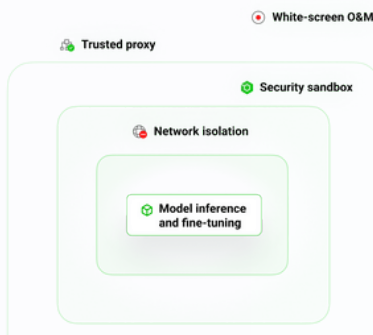 White-screen O&M
Trusted proxy
Security sandbox
Network isolation
Model inference
and fine-tuning